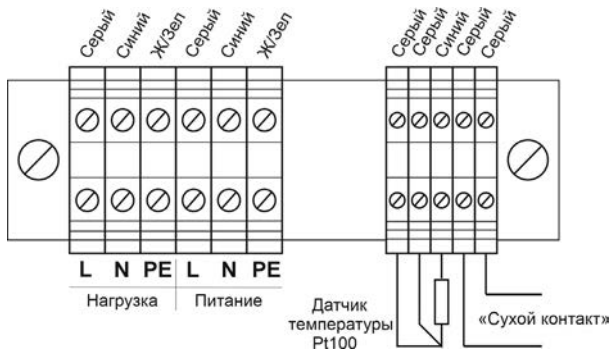 Серый Синий Ж/Зел Серый Синий Ж/Зел Серый Серый Синий Серый Серый
L N PE L N PE
Нагрузка Питание
Датчик
температуры
Pt100
«Сухой контакт»